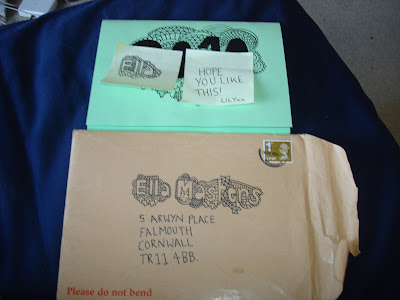 Ella
HOPE
YOU LIKE
THIS!
Ella Masters
5 ARWYN PLACE
FALMOUTH
CORNWALL
TR11 4BB.
Please do not bend